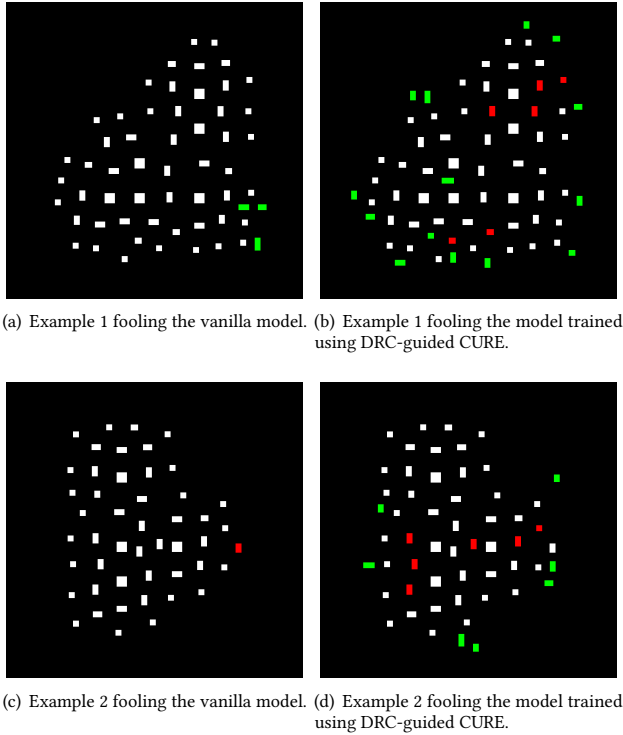 (a) Example 1 fooling the vanilla model.
(b) Example 1 fooling the model trained
using DRC-guided CURE.
(c) Example 2 fooling the vanilla model.
(d) Example 2 fooling the model trained
using DRC-guided CURE.